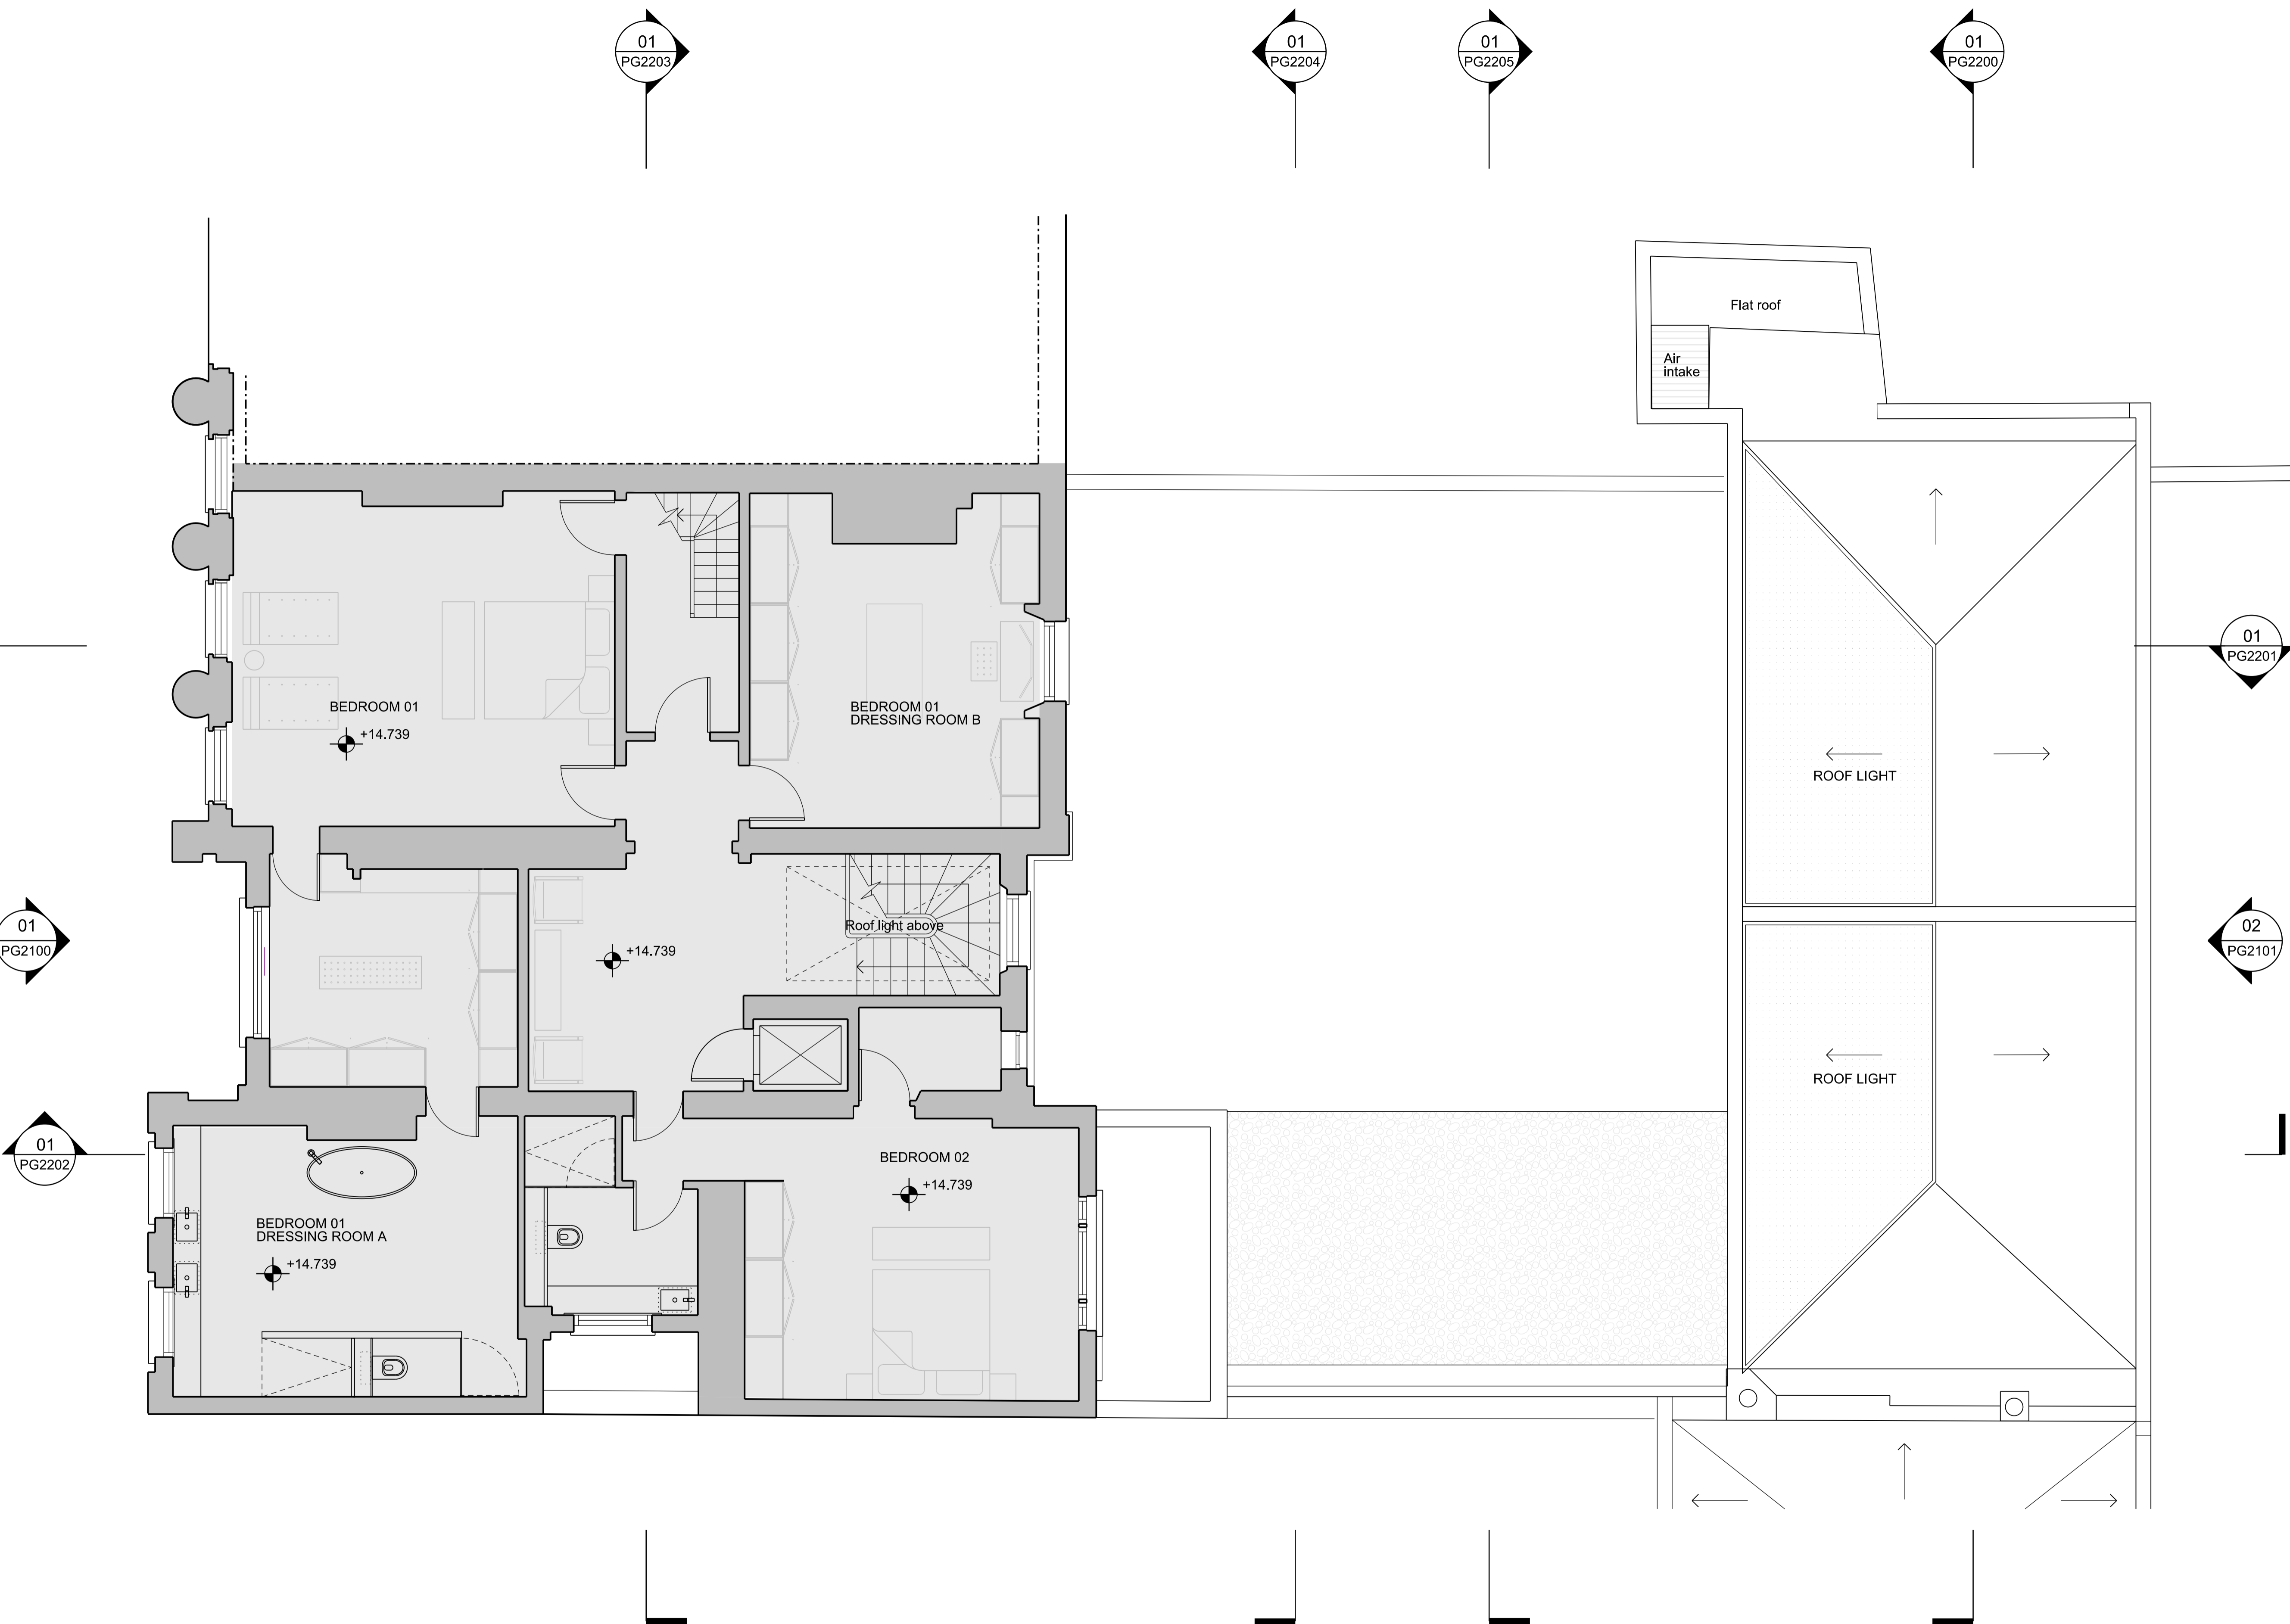 01
PG2203
01
PG2204
01
PG2205
01
PG2200
Flat roof
Air
intake
01
PG2201
BEDROOM 01
+14.739
BEDROOM 01
DRESSING ROOM B
ROOF LIGHT
01
PG2100
Roof light above
+14.739
02
PG2101
ROOF LIGHT
01
PG2202
BEDROOM 02
+14.739
BEDROOM 01
DRESSING ROOM A
+14.739